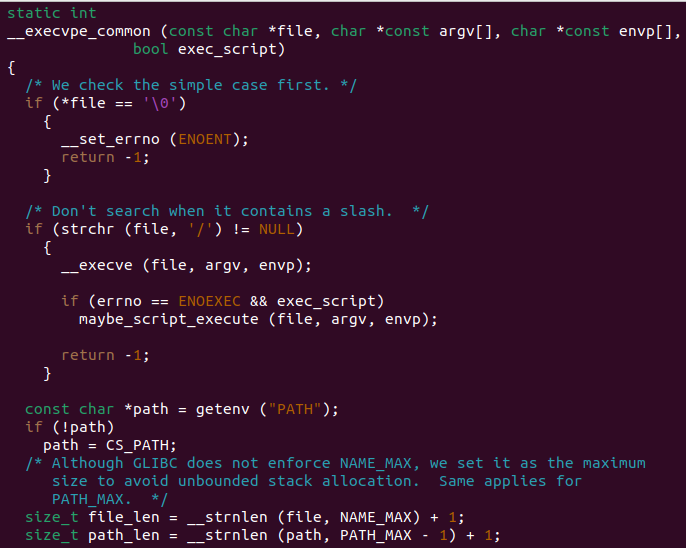 static int
__execvpe_common (const char *file, char *const argv[], char *const envp[],
              bool exec_script)
{
  /* We check the simple case first. */
  if (*file == '\0')
    {
      __set_errno (ENOENT);
      return -1;
    }

  /* Don't search when it contains a slash.  */
  if (strchr (file, '/') != NULL)
    {
      __execve (file, argv, envp);

      if (errno == ENOEXEC && exec_script)
        maybe_script_execute (file, argv, envp);

      return -1;
    }

  const char *path = getenv ("PATH");
  if (!path)
    path = CS_PATH;
  /* Although GLIBC does not enforce NAME_MAX, we set it as the maximum
     size to avoid unbounded stack allocation.  Same applies for
     PATH_MAX.  */
  size_t file_len = __strnlen (file, NAME_MAX) + 1;
  size_t path_len = __strnlen (path, PATH_MAX - 1) + 1;